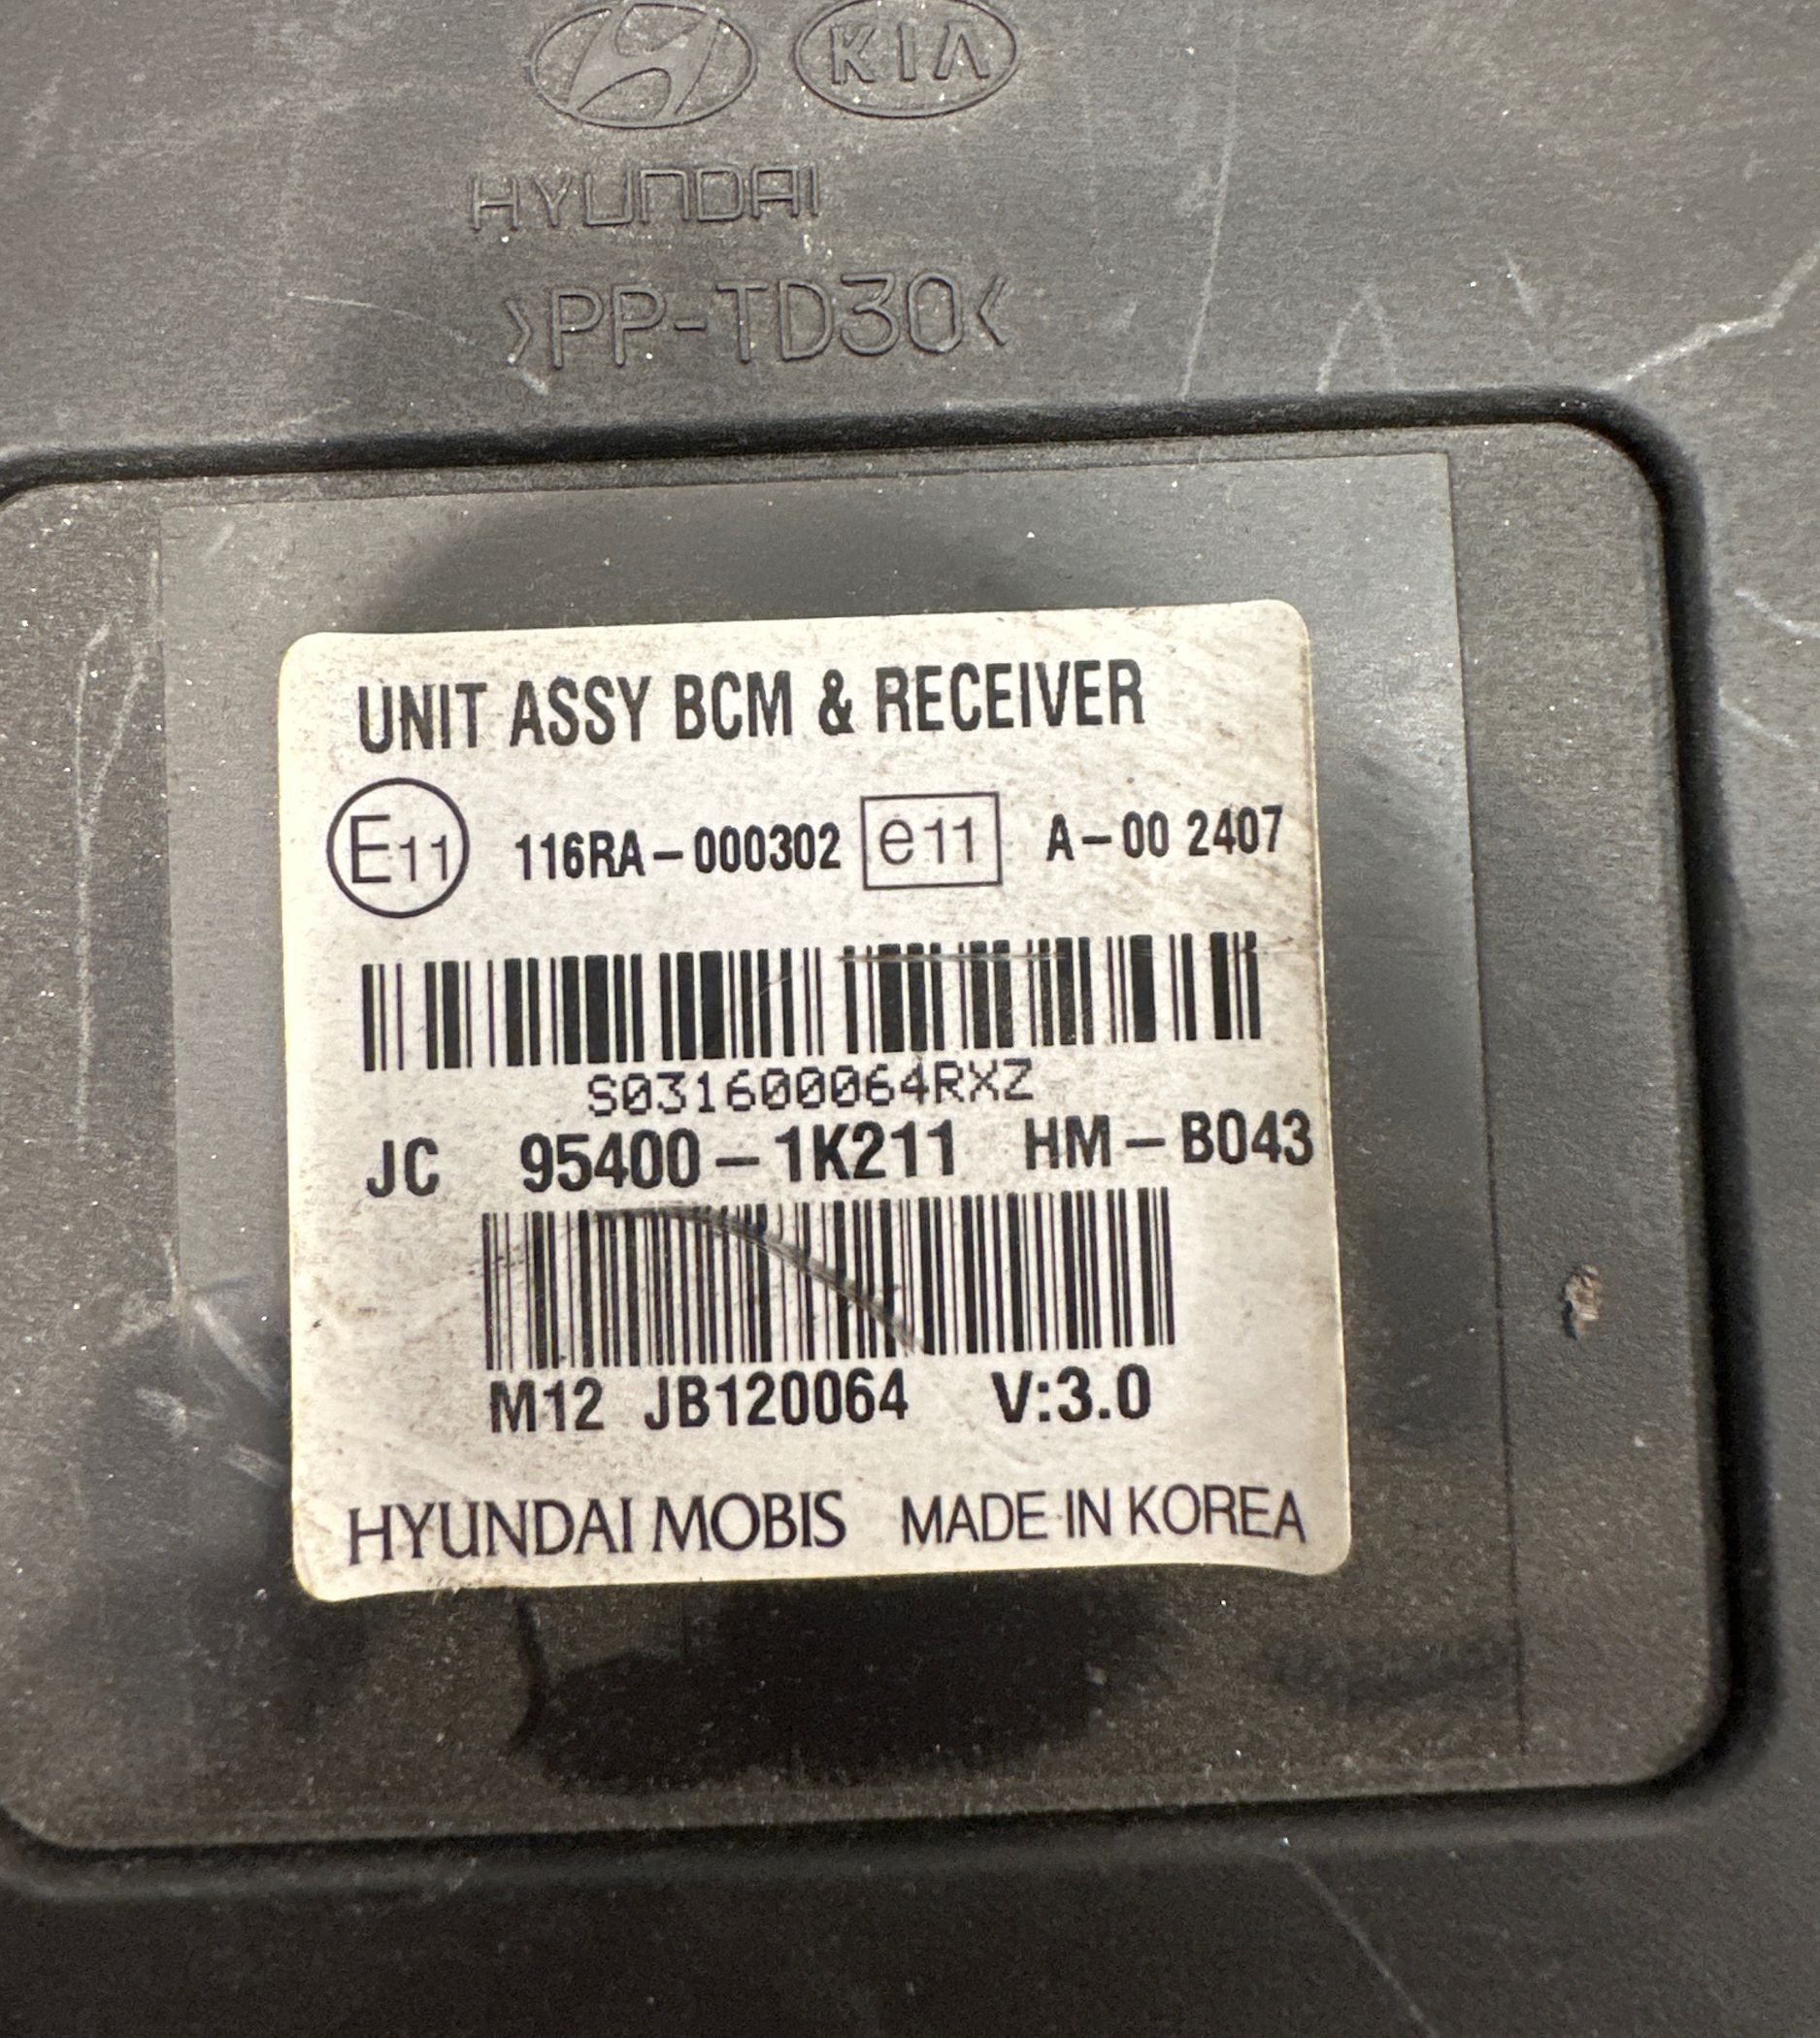 KIA
HYUNDAI
>PP-TD30<
UNIT ASSY BCM & RECEIVER
E11 116RA-000302 e11 A-00 2407
S031600064RXZ
JC 95400-1K211 HM-B043
M12 JB120064 V:3.0
HYUNDAI MOBIS MADE IN KOREA